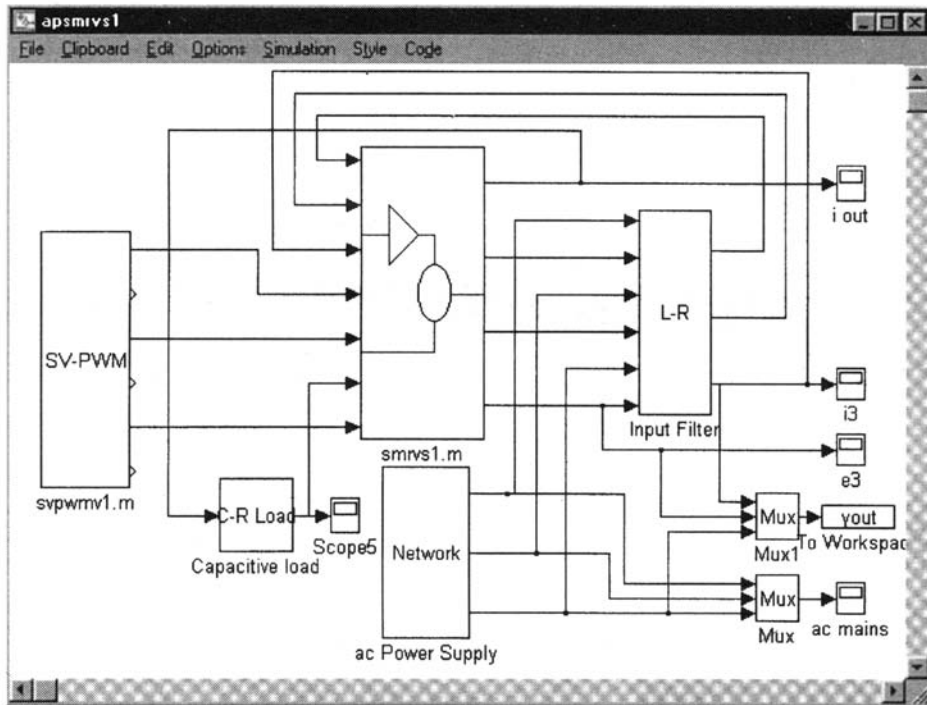 apsmrvs1
File Clipboard Edit Options Simulation Style Code
i out
L-R
SV-PWM
i3
Input Filter
smrvs1.m
e3
svpwmv1.m
C-R Load
Scope5
Capacitive load
Network
Mux
yout
Mux1
To Workspac
Mux
Mux
ac mains
ac Power Supply